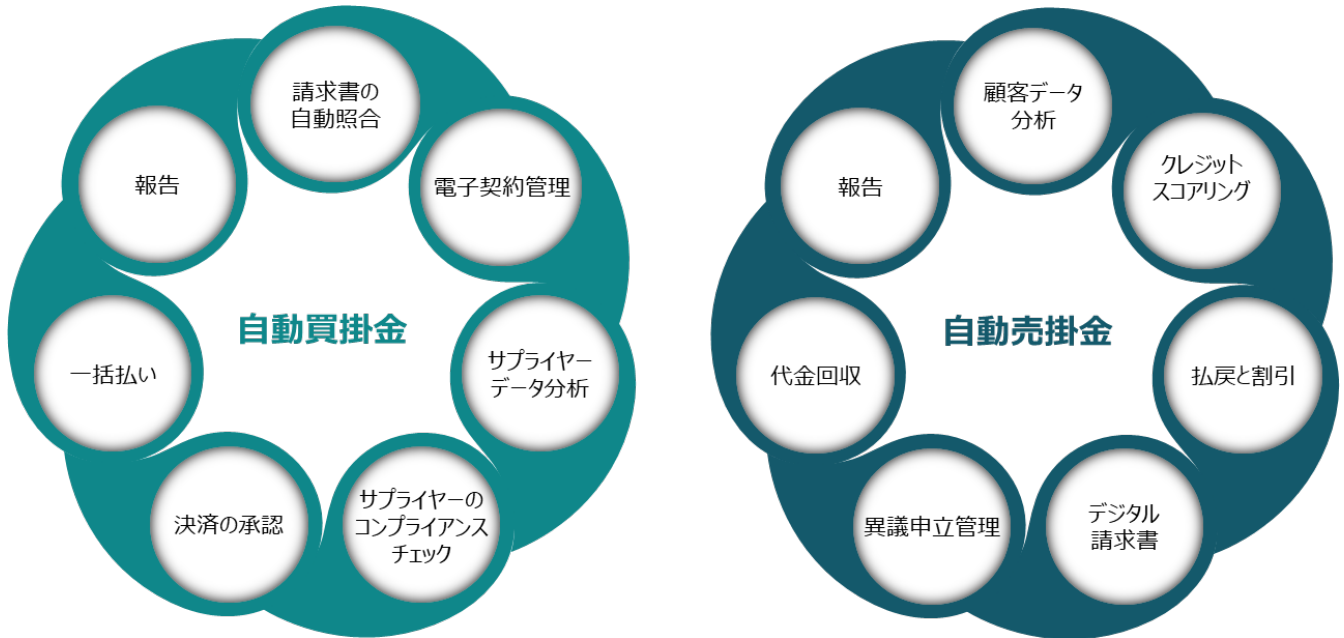 請求書の
自動照合
電子契約管理
サプライヤー
データ分析
サプライヤーの
コンプライアンス
チェック
決済の承認
一括払い
報告
自動買掛金
顧客データ
分析
クレジット
スコアリング
払戻と割引
デジタル
請求書
異議申立管理
代金回収
報告
自動売掛金